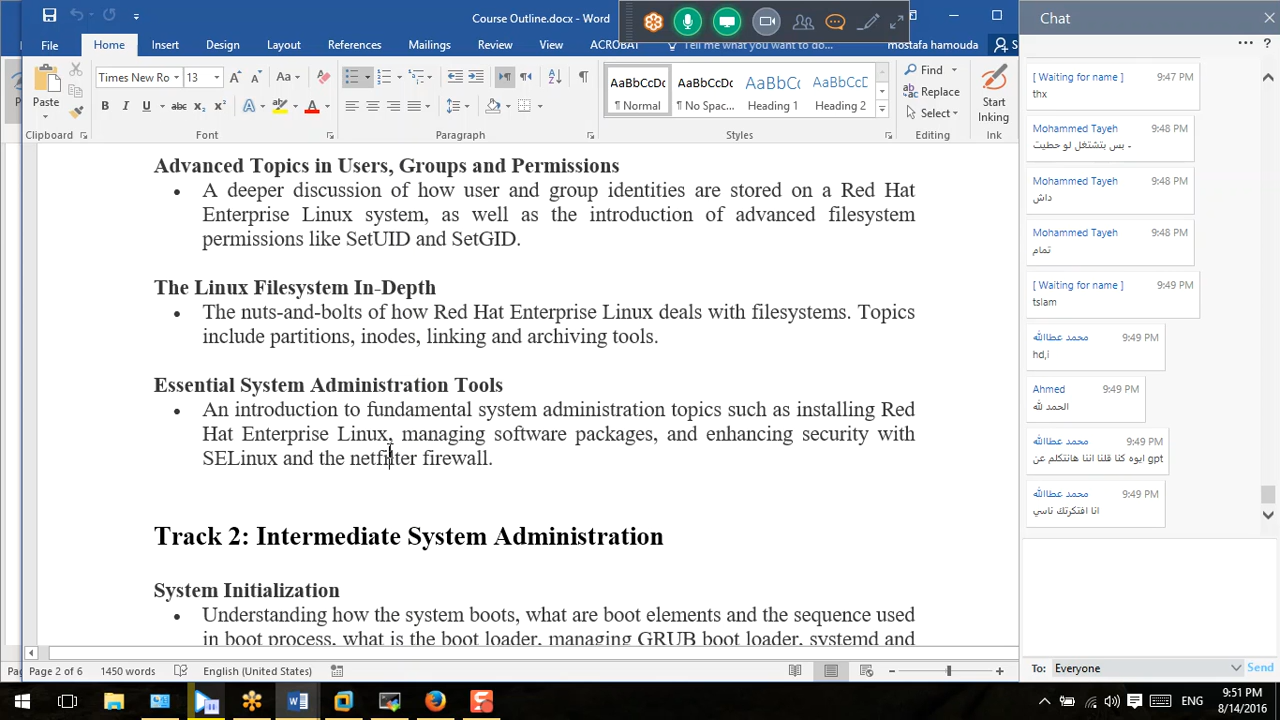 Course Outline.docx - Word
mostafa hamouda
File
Home
Insert
Draw
Design
Layout
References
Mailings
Review
View
ACROBAT
Tell me what you want to do...
Paste
Clipboard
Times New Ro
13
Font
Paragraph
AaBbCcDc
¶ Normal
AaBbCcDc
¶ No Spac...
AaBbCc
Heading 1
AaBbCcD
Heading 2
Styles
Find
Replace
Select
Editing
Start
Inking
Ink
Advanced Topics in Users, Groups and Permissions
• A deeper discussion of how user and group identities are stored on a Red Hat
Enterprise Linux system, as well as the introduction of advanced filesystem
permissions like SetUID and SetGID.
The Linux Filesystem In-Depth
• The nuts-and-bolts of how Red Hat Enterprise Linux deals with filesystems. Topics
include partitions, inodes, linking and archiving tools.
Essential System Administration Tools
• An introduction to fundamental system administration topics such as installing Red
Hat Enterprise Linux, managing software packages, and enhancing security with
SELinux and the netfilter firewall.
Track 2: Intermediate System Administration
System Initialization
• Understanding how the system boots, what are boot elements and the sequence used
in boot process, what is the boot loader, managing GRUB boot loader, systemd and
Page 2 of 6
1450 words
English (United States)
Chat
[ Waiting for name ] 9:47 PM
thx
Mohammed Tayeh 9:48 PM
بس بتشتغل لو حطيت -
Mohammed Tayeh 9:48 PM
داش
Mohammed Tayeh 9:48 PM
تمام
[ Waiting for name ] 9:49 PM
tslam
محمد عطاالله 9:49 PM
hd,i
Ahmed 9:49 PM
الحمد لله
محمد عطاالله 9:49 PM
ايوه كنا قلنا اننا هانتكلم عن gpt
محمد عطاالله 9:49 PM
انا افتكرتك ناسي
To: Everyone
Send
ENG
9:51 PM
8/14/2016